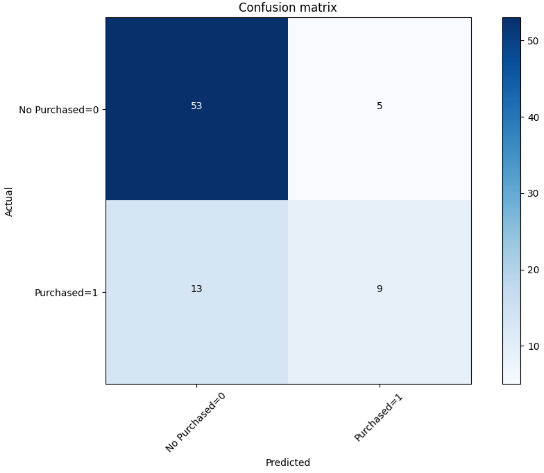 Confusion matrix
50
No Purchased=0
53
5
40
Actual
30
20
Purchased=1
13
9
10
No Purchased=0
Purchased=1
Predicted